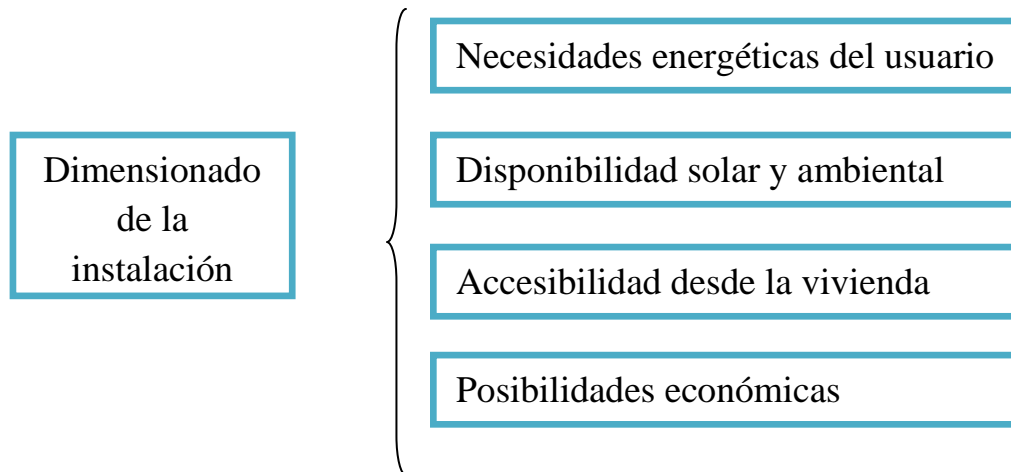 Dimensionado
de la
instalación
Necesidades energéticas del usuario
Disponibilidad solar y ambiental
Accesibilidad desde la vivienda
Posibilidades económicas